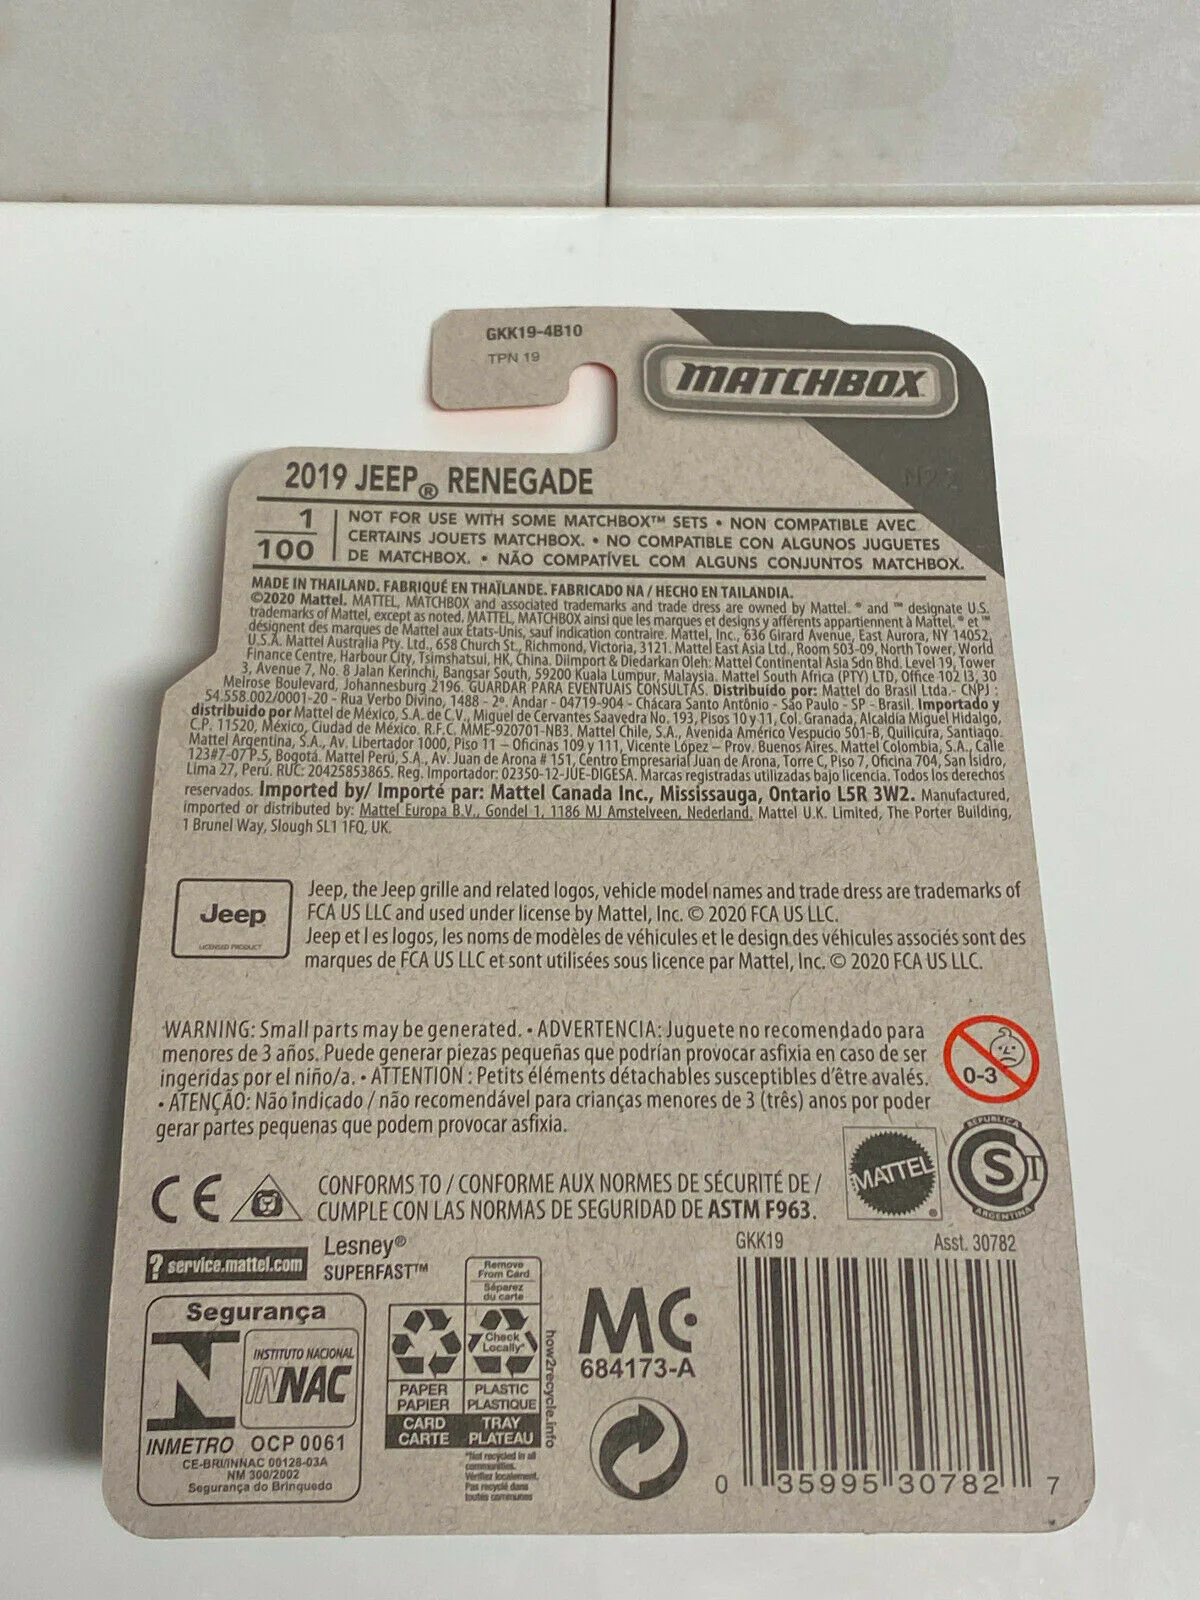 GKK19-4B10
TPN 19
MATCHBOX
2019 JEEP® RENEGADE
1
100
NOT FOR USE WITH SOME MATCHBOX™ SETS • NON COMPATIBLE AVEC
CERTAINS JOUETS MATCHBOX. • NO COMPATIBLE CON ALGUNOS JUGUETES
DE MATCHBOX. • NÃO COMPATÍVEL COM ALGUNS CONJUNTOS MATCHBOX.
MADE IN THAILAND. FABRIQUÉ EN THAÏLANDE. FABRICADO NA / HECHO EN TAILANDIA.
©2020 Mattel. MATTEL, MATCHBOX and associated trademarks and trade dress are owned by Mattel. ® and ™ designate U.S.
trademarks of Mattel, except as noted. MATTEL, MATCHBOX ainsi que les marques et designs y afférents appartiennent à Mattel. ® et ™
désignent des marques de Mattel aux États-Unis, sauf indication contraire. Mattel, Inc., 636 Girard Avenue, East Aurora, NY 14052,
U.S.A. Mattel Australia Pty. Ltd., 658 Church St., Richmond, Victoria, 3121. Mattel East Asia Ltd., Room 503-09, North Tower, World
Finance Centre, Harbour City, Tsimshatsui, HK, China. Diimport & Diedarkan Oleh: Mattel Continental Asia Sdn Bhd. Level 19, Tower
3, Avenue 7, No. 8 Jalan Kerinchi, Bangsar South, 59200 Kuala Lumpur, Malaysia. Mattel South Africa (PTY) LTD, Office 102 I3, 30
Melrose Boulevard, Johannesburg 2196. GUARDAR PARA EVENTUAIS CONSULTAS. Distribuído por: Mattel do Brasil Ltda.- CNPJ :
54.558.002/0001-20 - Rua Verbo Divino, 1488 - 2º. Andar - 04719-904 - Chácara Santo Antônio - São Paulo - SP - Brasil. Importado y
distribuido por Mattel de México, S.A. de C.V., Miguel de Cervantes Saavedra No. 193, Pisos 10 y 11, Col. Granada, Alcaldía Miguel Hidalgo,
C.P. 11520, México, Ciudad de México. R.F.C. MME-920701-NB3. Mattel Chile, S.A., Avenida Américo Vespucio 501-B, Quilicura, Santiago.
Mattel Argentina, S.A., Av. Libertador 1000, Piso 11 – Oficinas 109 y 111, Vicente López – Prov. Buenos Aires. Mattel Colombia, S.A., Calle
123#7-07 P.5, Bogotá. Mattel Perú, S.A., Av. Juan de Arona # 151, Centro Empresarial Juan de Arona, Torre C, Piso 7, Oficina 704, San Isidro,
Lima 27, Perú. RUC: 20425853865. Reg. Importador: 02350-12-JUE-DIGESA. Marcas registradas utilizadas bajo licencia. Todos los derechos
reservados. Imported by/ Importé par: Mattel Canada Inc., Mississauga, Ontario L5R 3W2. Manufactured,
imported or distributed by: Mattel Europa B.V., Gondel 1, 1186 MJ Amstelveen, Nederland. Mattel U.K. Limited, The Porter Building,
1 Brunel Way, Slough SL1 1FQ, UK.
Jeep
LICENSED PRODUCT
Jeep, the Jeep grille and related logos, vehicle model names and trade dress are trademarks of
FCA US LLC and used under license by Mattel, Inc. © 2020 FCA US LLC.
Jeep et l es logos, les noms de modèles de véhicules et le design des véhicules associés sont des
marques de FCA US LLC et sont utilisées sous licence par Mattel, Inc. © 2020 FCA US LLC.
WARNING: Small parts may be generated. • ADVERTENCIA: Juguete no recomendado para
menores de 3 años. Puede generar piezas pequeñas que podrían provocar asfixia en caso de ser
ingeridas por el niño/a. • ATTENTION : Petits éléments détachables susceptibles d'être avalés.
• ATENÇÃO: Não indicado / não recomendável para crianças menores de 3 (três) anos por poder
gerar partes pequenas que podem provocar asfixia.
0-3
REPUBLICA
S
ARGENTINA
MATTEL®
CE
CONFORMS TO / CONFORME AUX NORMES DE SÉCURITÉ DE /
CUMPLE CON LAS NORMAS DE SEGURIDAD DE ASTM F963.
? service.mattel.com
Lesney®
SUPERFAST™
Segurança
INSTITUTO NACIONAL
INNAC
INMETRO OCP 0061
CE-BRI/INNAC 00128-03A
NM 300/2002
Segurança do Brinquedo
Remove
From Card
Séparez
du carte
Check
Locally*
PAPER
PAPIER
CARD
CARTE
PLASTIC
PLASTIQUE
TRAY
PLATEAU
how2recycle.info
*Not recycled in all
communities.
Vérifiez localement.
Pas recyclé dans
toutes communes
MC
684173-A
GKK19
Asst. 30782
0 35995 30782 7